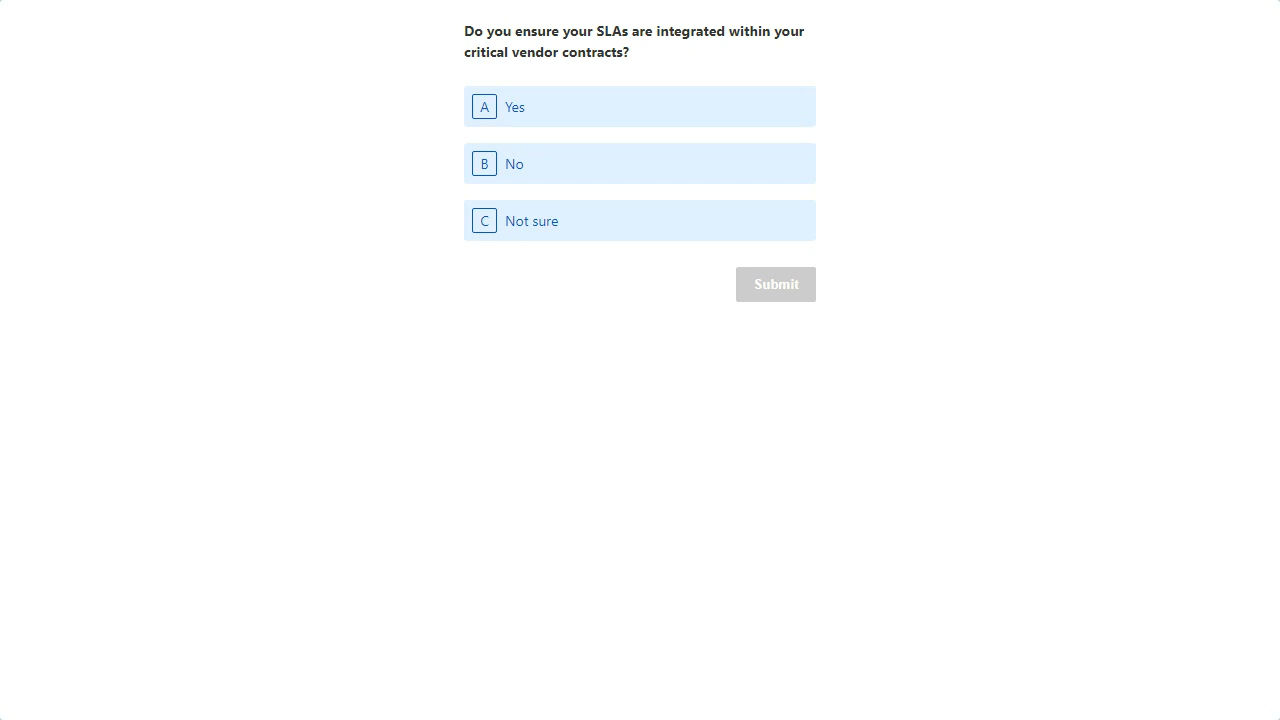 Do you ensure your SLAs are integrated within your
critical vendor contracts?
A Yes
B No
C Not sure
Submit